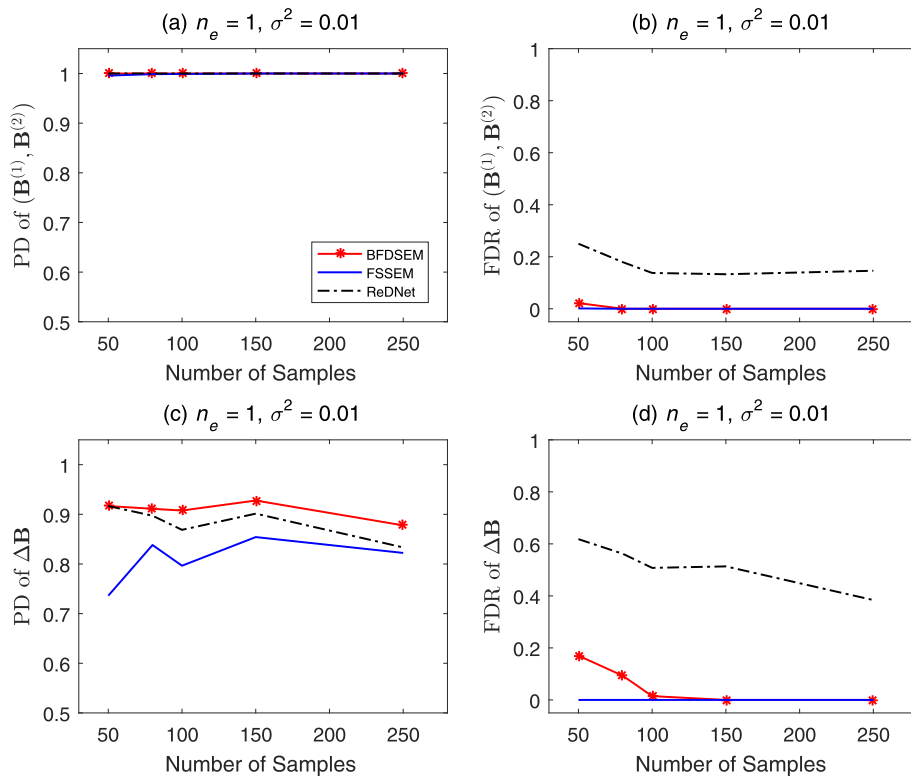 (a) n_e = 1, σ² = 0.01
PD of (B⁽¹⁾, B⁽²⁾)
1
0.9
0.8
0.7
0.6
0.5
BFDSEM
FSSEM
ReDNet
50 100 150 200 250
Number of Samples
(b) n_e = 1, σ² = 0.01
FDR of (B⁽¹⁾, B⁽²⁾)
1
0.8
0.6
0.4
0.2
0
50 100 150 200 250
Number of Samples
(c) n_e = 1, σ² = 0.01
PD of ΔB
1
0.9
0.8
0.7
0.6
0.5
50 100 150 200 250
Number of Samples
(d) n_e = 1, σ² = 0.01
FDR of ΔB
1
0.8
0.6
0.4
0.2
0
50 100 150 200 250
Number of Samples